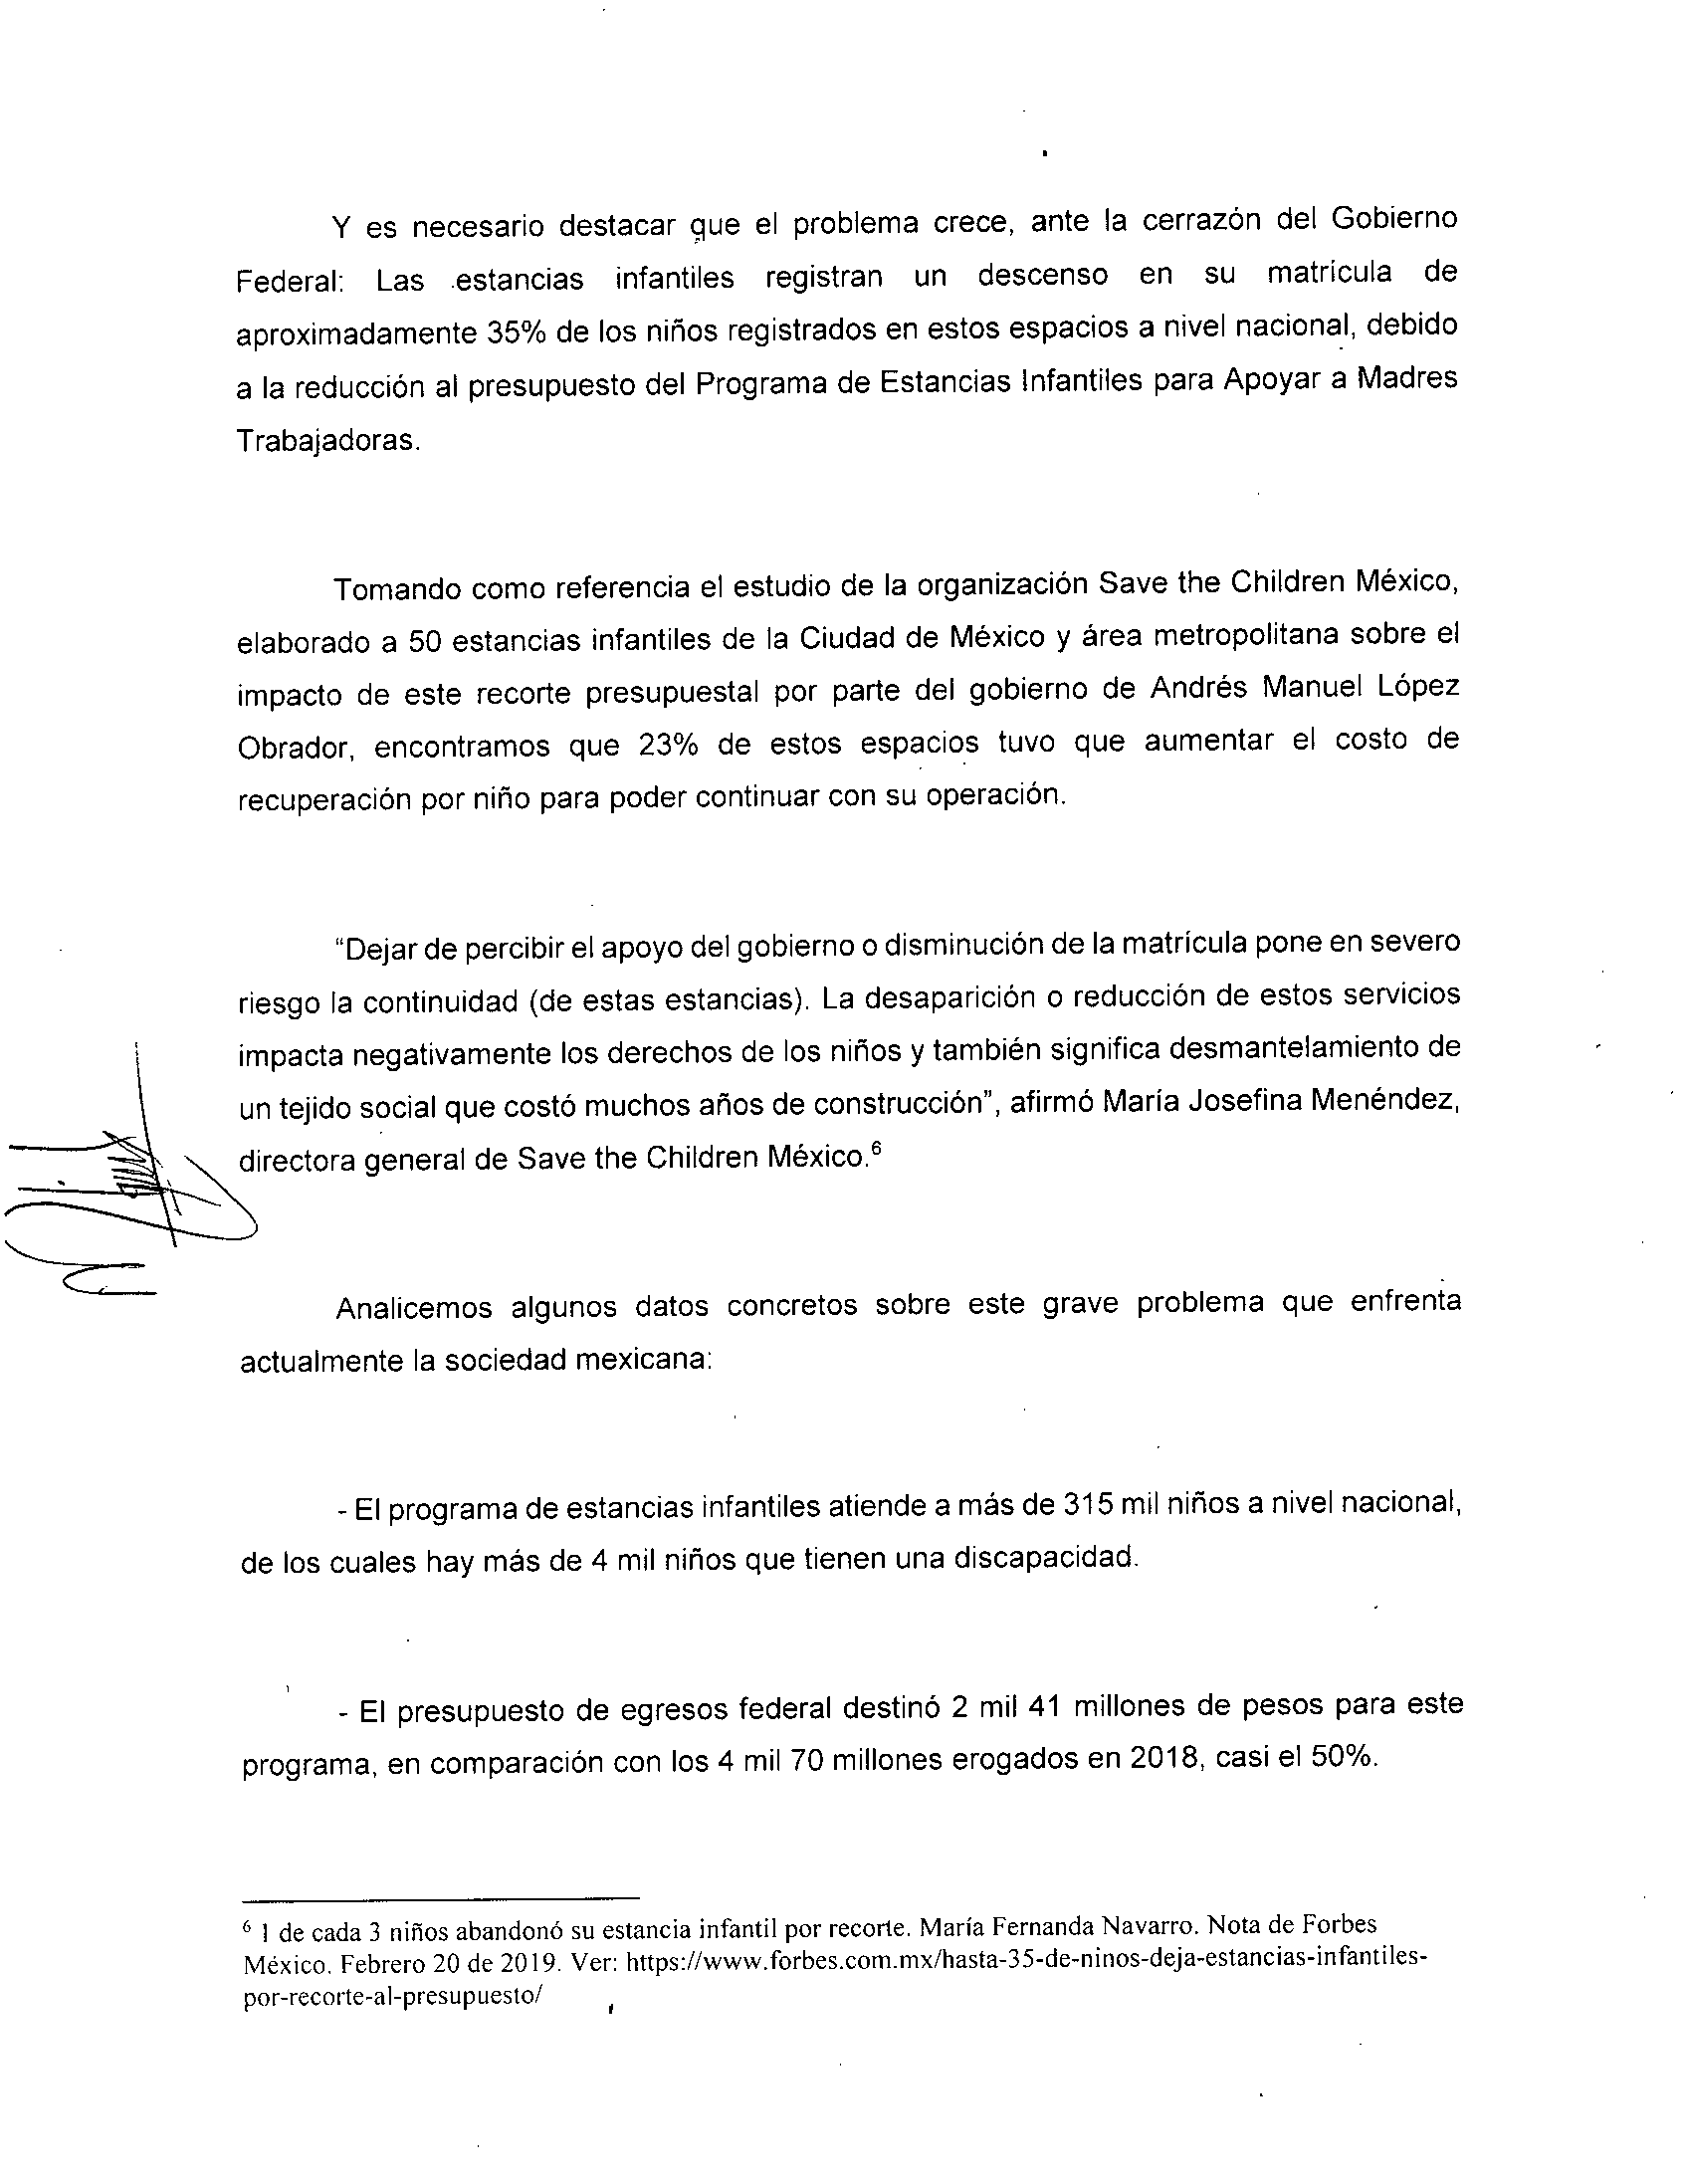 Y es necesario destacar que el problema crece, ante la cerrazón del Gobierno
Federal: Las estancias infantiles registran un descenso en su matrícula de
aproximadamente 35% de los niños registrados en estos espacios a nivel nacional, debido
a la reducción al presupuesto del Programa de Estancias Infantiles para Apoyar a Madres
Trabajadoras.
Tomando como referencia el estudio de la organización Save the Children México,
elaborado a 50 estancias infantiles de la Ciudad de México y área metropolitana sobre el
impacto de este recorte presupuestal por parte del gobierno de Andrés Manuel López
Obrador, encontramos que 23% de estos espacios tuvo que aumentar el costo de
recuperación por niño para poder continuar con su operación.
“Dejar de percibir el apoyo del gobierno o disminución de la matrícula pone en severo
riesgo la continuidad (de estas estancias). La desaparición o reducción de estos servicios
impacta negativamente los derechos de los niños y también significa desmantelamiento de
un tejido social que costó muchos años de construcción”, afirmó María Josefina Menéndez,
directora general de Save the Children México.⁶
Analicemos algunos datos concretos sobre este grave problema que enfrenta
actualmente la sociedad mexicana:
- El programa de estancias infantiles atiende a más de 315 mil niños a nivel nacional,
de los cuales hay más de 4 mil niños que tienen una discapacidad.
- El presupuesto de egresos federal destinó 2 mil 41 millones de pesos para este
programa, en comparación con los 4 mil 70 millones erogados en 2018, casi el 50%.
⁶ 1 de cada 3 niños abandonó su estancia infantil por recorte. María Fernanda Navarro. Nota de Forbes
México. Febrero 20 de 2019. Ver: https://www.forbes.com.mx/hasta-35-de-ninos-deja-estancias-infantiles-
por-recorte-al-presupuesto/